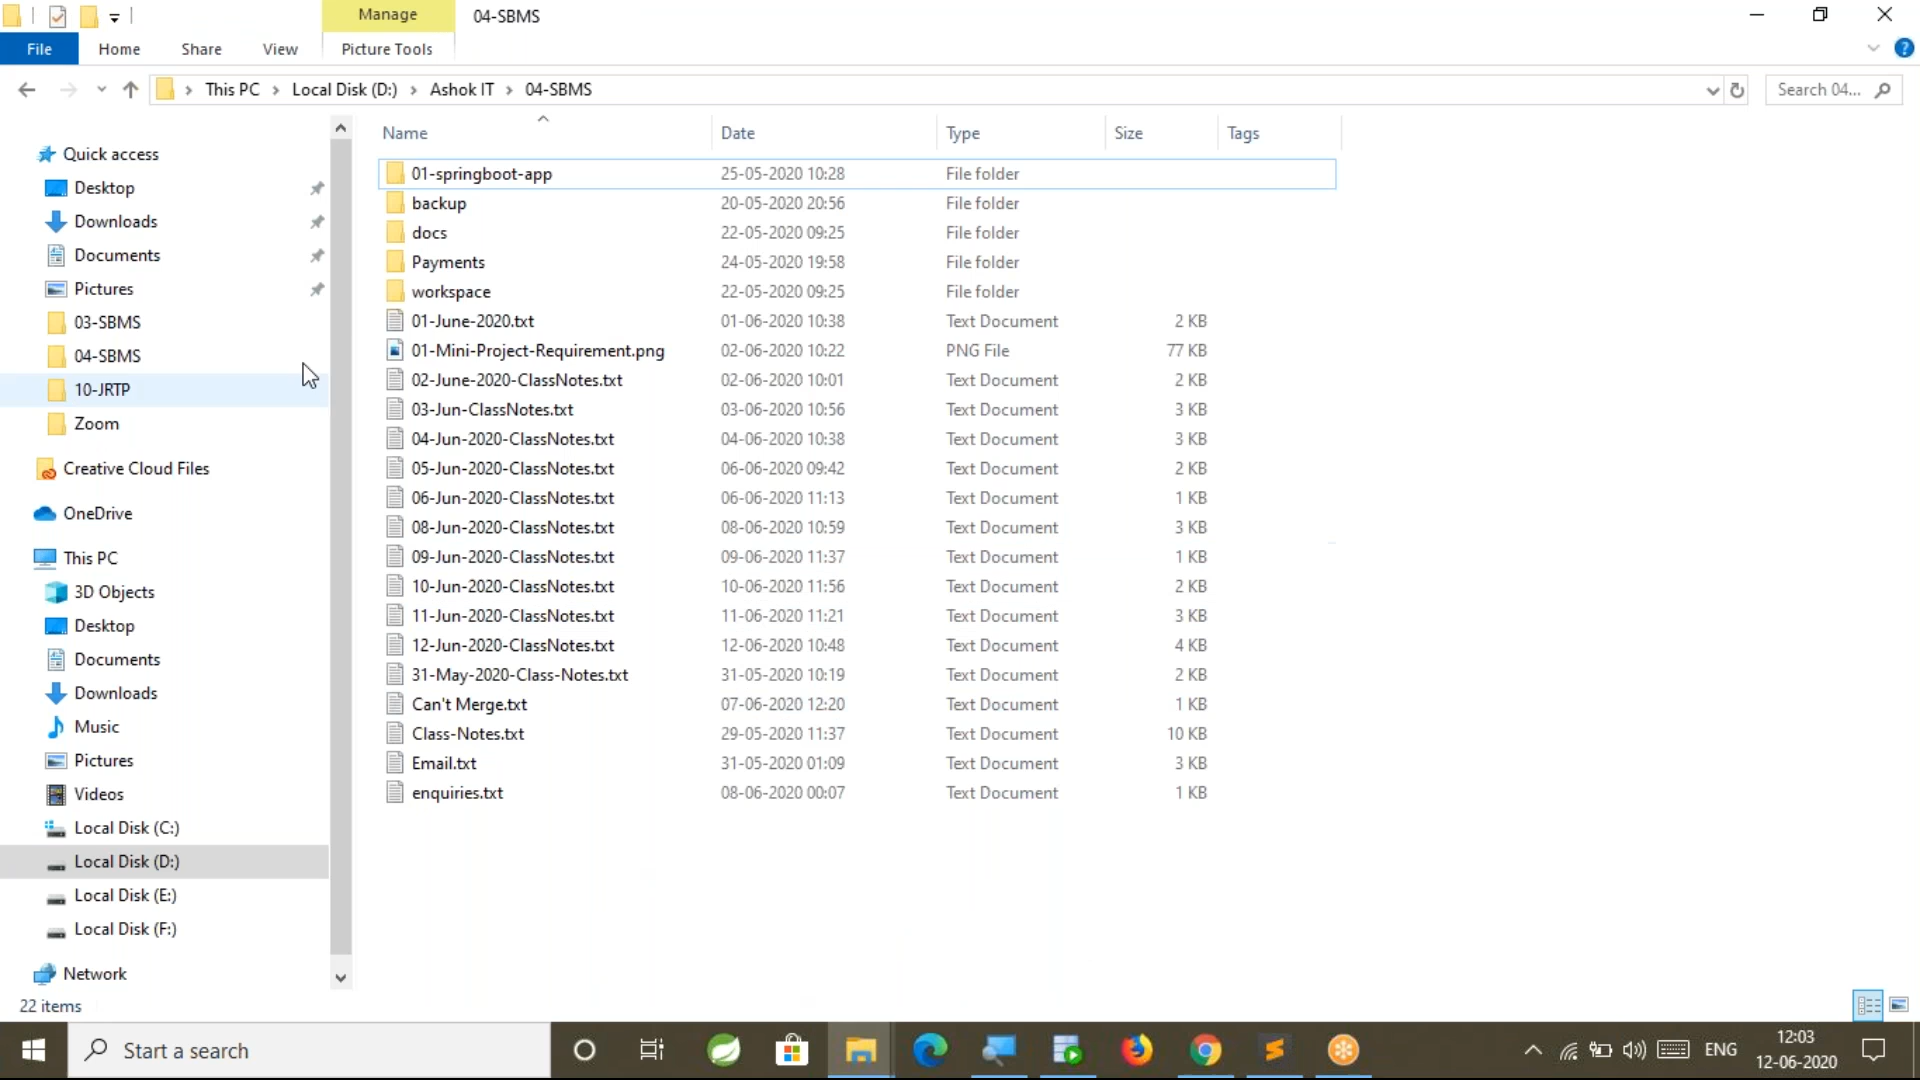 Manage
04-SBMS
File
Home
Share
View
Picture Tools
This PC
Local Disk (D:)
Ashok IT
04-SBMS
Search 04...
Quick access
Desktop
Downloads
Documents
Pictures
03-SBMS
04-SBMS
10-JRTP
Zoom
Creative Cloud Files
OneDrive
This PC
3D Objects
Desktop
Documents
Downloads
Music
Pictures
Videos
Local Disk (C:)
Local Disk (D:)
Local Disk (E:)
Local Disk (F:)
Network
Name Date Type Size Tags
01-springboot-app 25-05-2020 10:28 File folder
backup 20-05-2020 20:56 File folder
docs 22-05-2020 09:25 File folder
Payments 24-05-2020 19:58 File folder
workspace 22-05-2020 09:25 File folder
01-June-2020.txt 01-06-2020 10:38 Text Document 2 KB
01-Mini-Project-Requirement.png 02-06-2020 10:22 PNG File 77 KB
02-June-2020-ClassNotes.txt 02-06-2020 10:01 Text Document 2 KB
03-Jun-ClassNotes.txt 03-06-2020 10:56 Text Document 3 KB
04-Jun-2020-ClassNotes.txt 04-06-2020 10:38 Text Document 3 KB
05-Jun-2020-ClassNotes.txt 06-06-2020 09:42 Text Document 2 KB
06-Jun-2020-ClassNotes.txt 06-06-2020 11:13 Text Document 1 KB
08-Jun-2020-ClassNotes.txt 08-06-2020 10:59 Text Document 3 KB
09-Jun-2020-ClassNotes.txt 09-06-2020 11:37 Text Document 1 KB
10-Jun-2020-ClassNotes.txt 10-06-2020 11:56 Text Document 2 KB
11-Jun-2020-ClassNotes.txt 11-06-2020 11:21 Text Document 3 KB
12-Jun-2020-ClassNotes.txt 12-06-2020 10:48 Text Document 4 KB
31-May-2020-Class-Notes.txt 31-05-2020 10:19 Text Document 2 KB
Can't Merge.txt 07-06-2020 12:20 Text Document 1 KB
Class-Notes.txt 29-05-2020 11:37 Text Document 10 KB
Email.txt 31-05-2020 01:09 Text Document 3 KB
enquiries.txt 08-06-2020 00:07 Text Document 1 KB
22 items
Start a search
ENG
12:03
12-06-2020